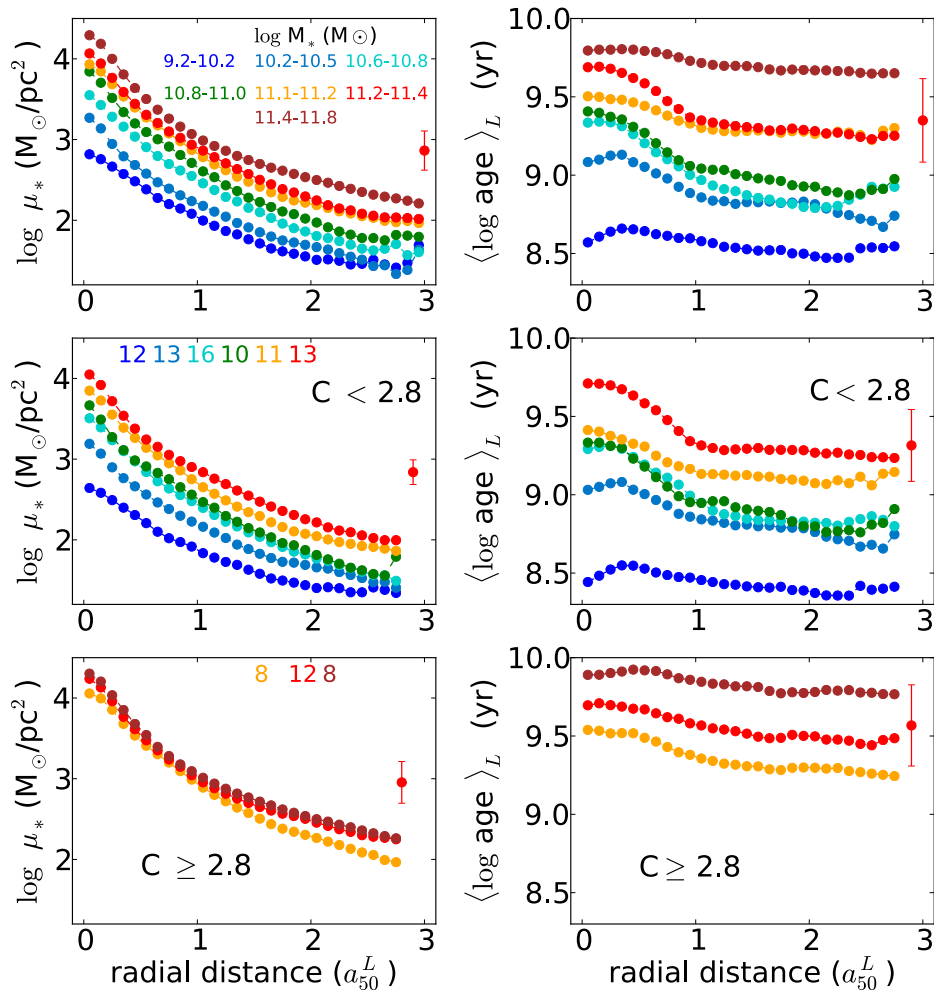 log M* (M⊙)
9.2-10.2 10.2-10.5 10.6-10.8
10.8-11.0 11.1-11.2 11.2-11.4
11.4-11.8
log μ* (M⊙/pc²)
4
3
2
0 1 2 3
⟨log age⟩L (yr)
10.0
9.5
9.0
8.5
0 1 2 3
12 13 16 10 11 13
C < 2.8
log μ* (M⊙/pc²)
4
3
2
0 1 2 3
C < 2.8
⟨log age⟩L (yr)
10.0
9.5
9.0
8.5
0 1 2 3
8 12 8
C ≥ 2.8
log μ* (M⊙/pc²)
4
3
2
0 1 2 3
radial distance (a₅₀ᴸ)
C ≥ 2.8
⟨log age⟩L (yr)
10.0
9.5
9.0
8.5
0 1 2 3
radial distance (a₅₀ᴸ)